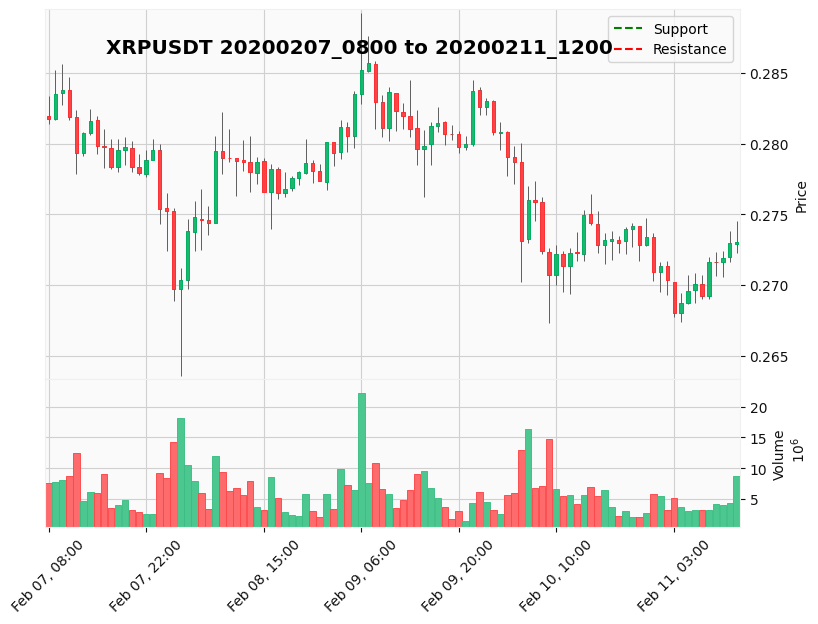 XRPUSDT 20200207_0800 to 20200211_1200
Support
Resistance
0.285
0.280
0.275
0.270
0.265
Price
20
15
10
5
Volume
10^6
Feb 07, 08:00
Feb 07, 22:00
Feb 08, 15:00
Feb 09, 06:00
Feb 09, 20:00
Feb 10, 10:00
Feb 11, 03:00